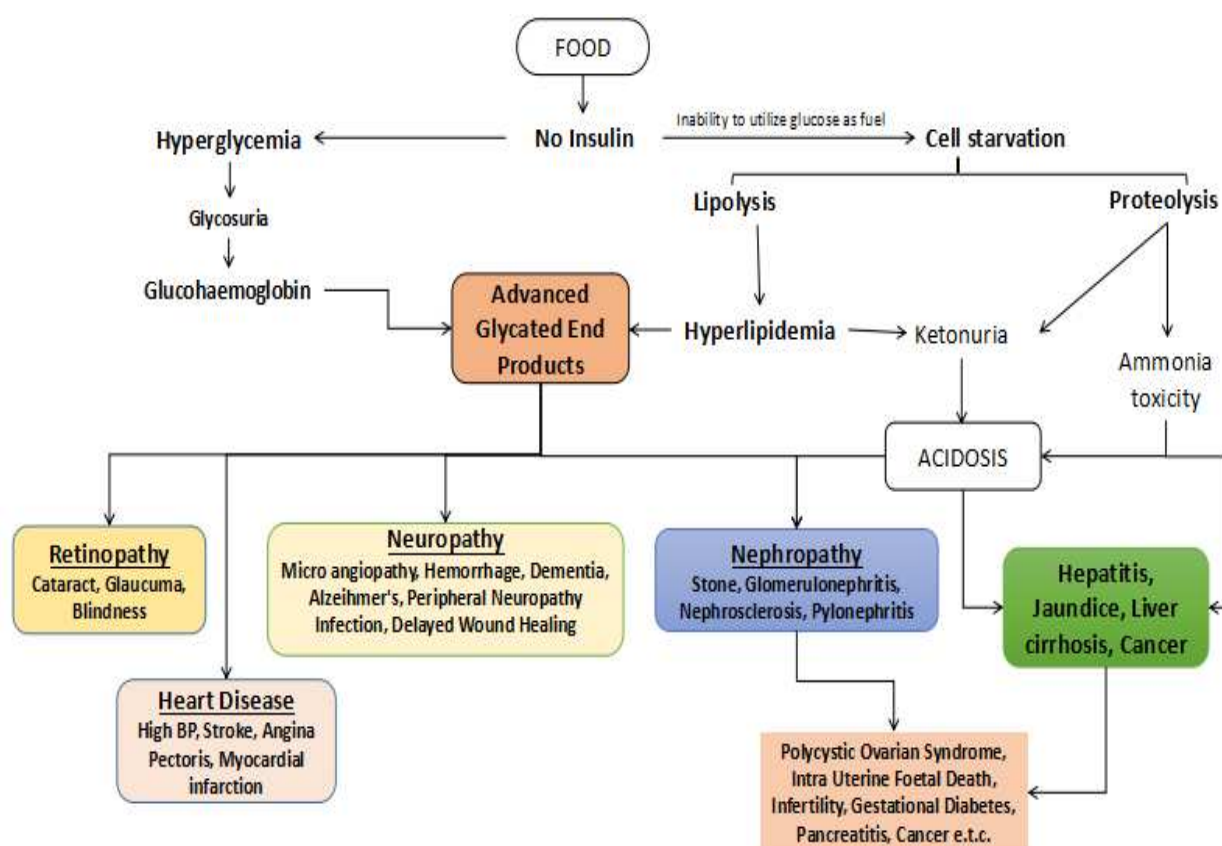 FOOD
Inability to utilize glucose as fuel
Hyperglycemia
No Insulin
Cell starvation
Lipolysis
Proteolysis
Glycosuria
Glucohaemoglobin
Advanced
Glycated End
Products
Hyperlipidemia
Ketonuria
Ammonia
toxicity
ACIDOSIS
Retinopathy
Cataract, Glaucuma,
Blindness
Neuropathy
Micro angiopathy, Hemorrhage, Dementia,
Alzeihmer's, Peripheral Neuropathy
Infection, Delayed Wound Healing
Nephropathy
Stone, Glomerulonephritis,
Nephrosclerosis, Pylonephritis
Hepatitis,
Jaundice, Liver
cirrhosis, Cancer
Heart Disease
High BP, Stroke, Angina
Pectoris, Myocardial
infarction
Polycystic Ovarian Syndrome,
Intra Uterine Foetal Death,
Infertility, Gestational Diabetes,
Pancreatitis, Cancer e.t.c.